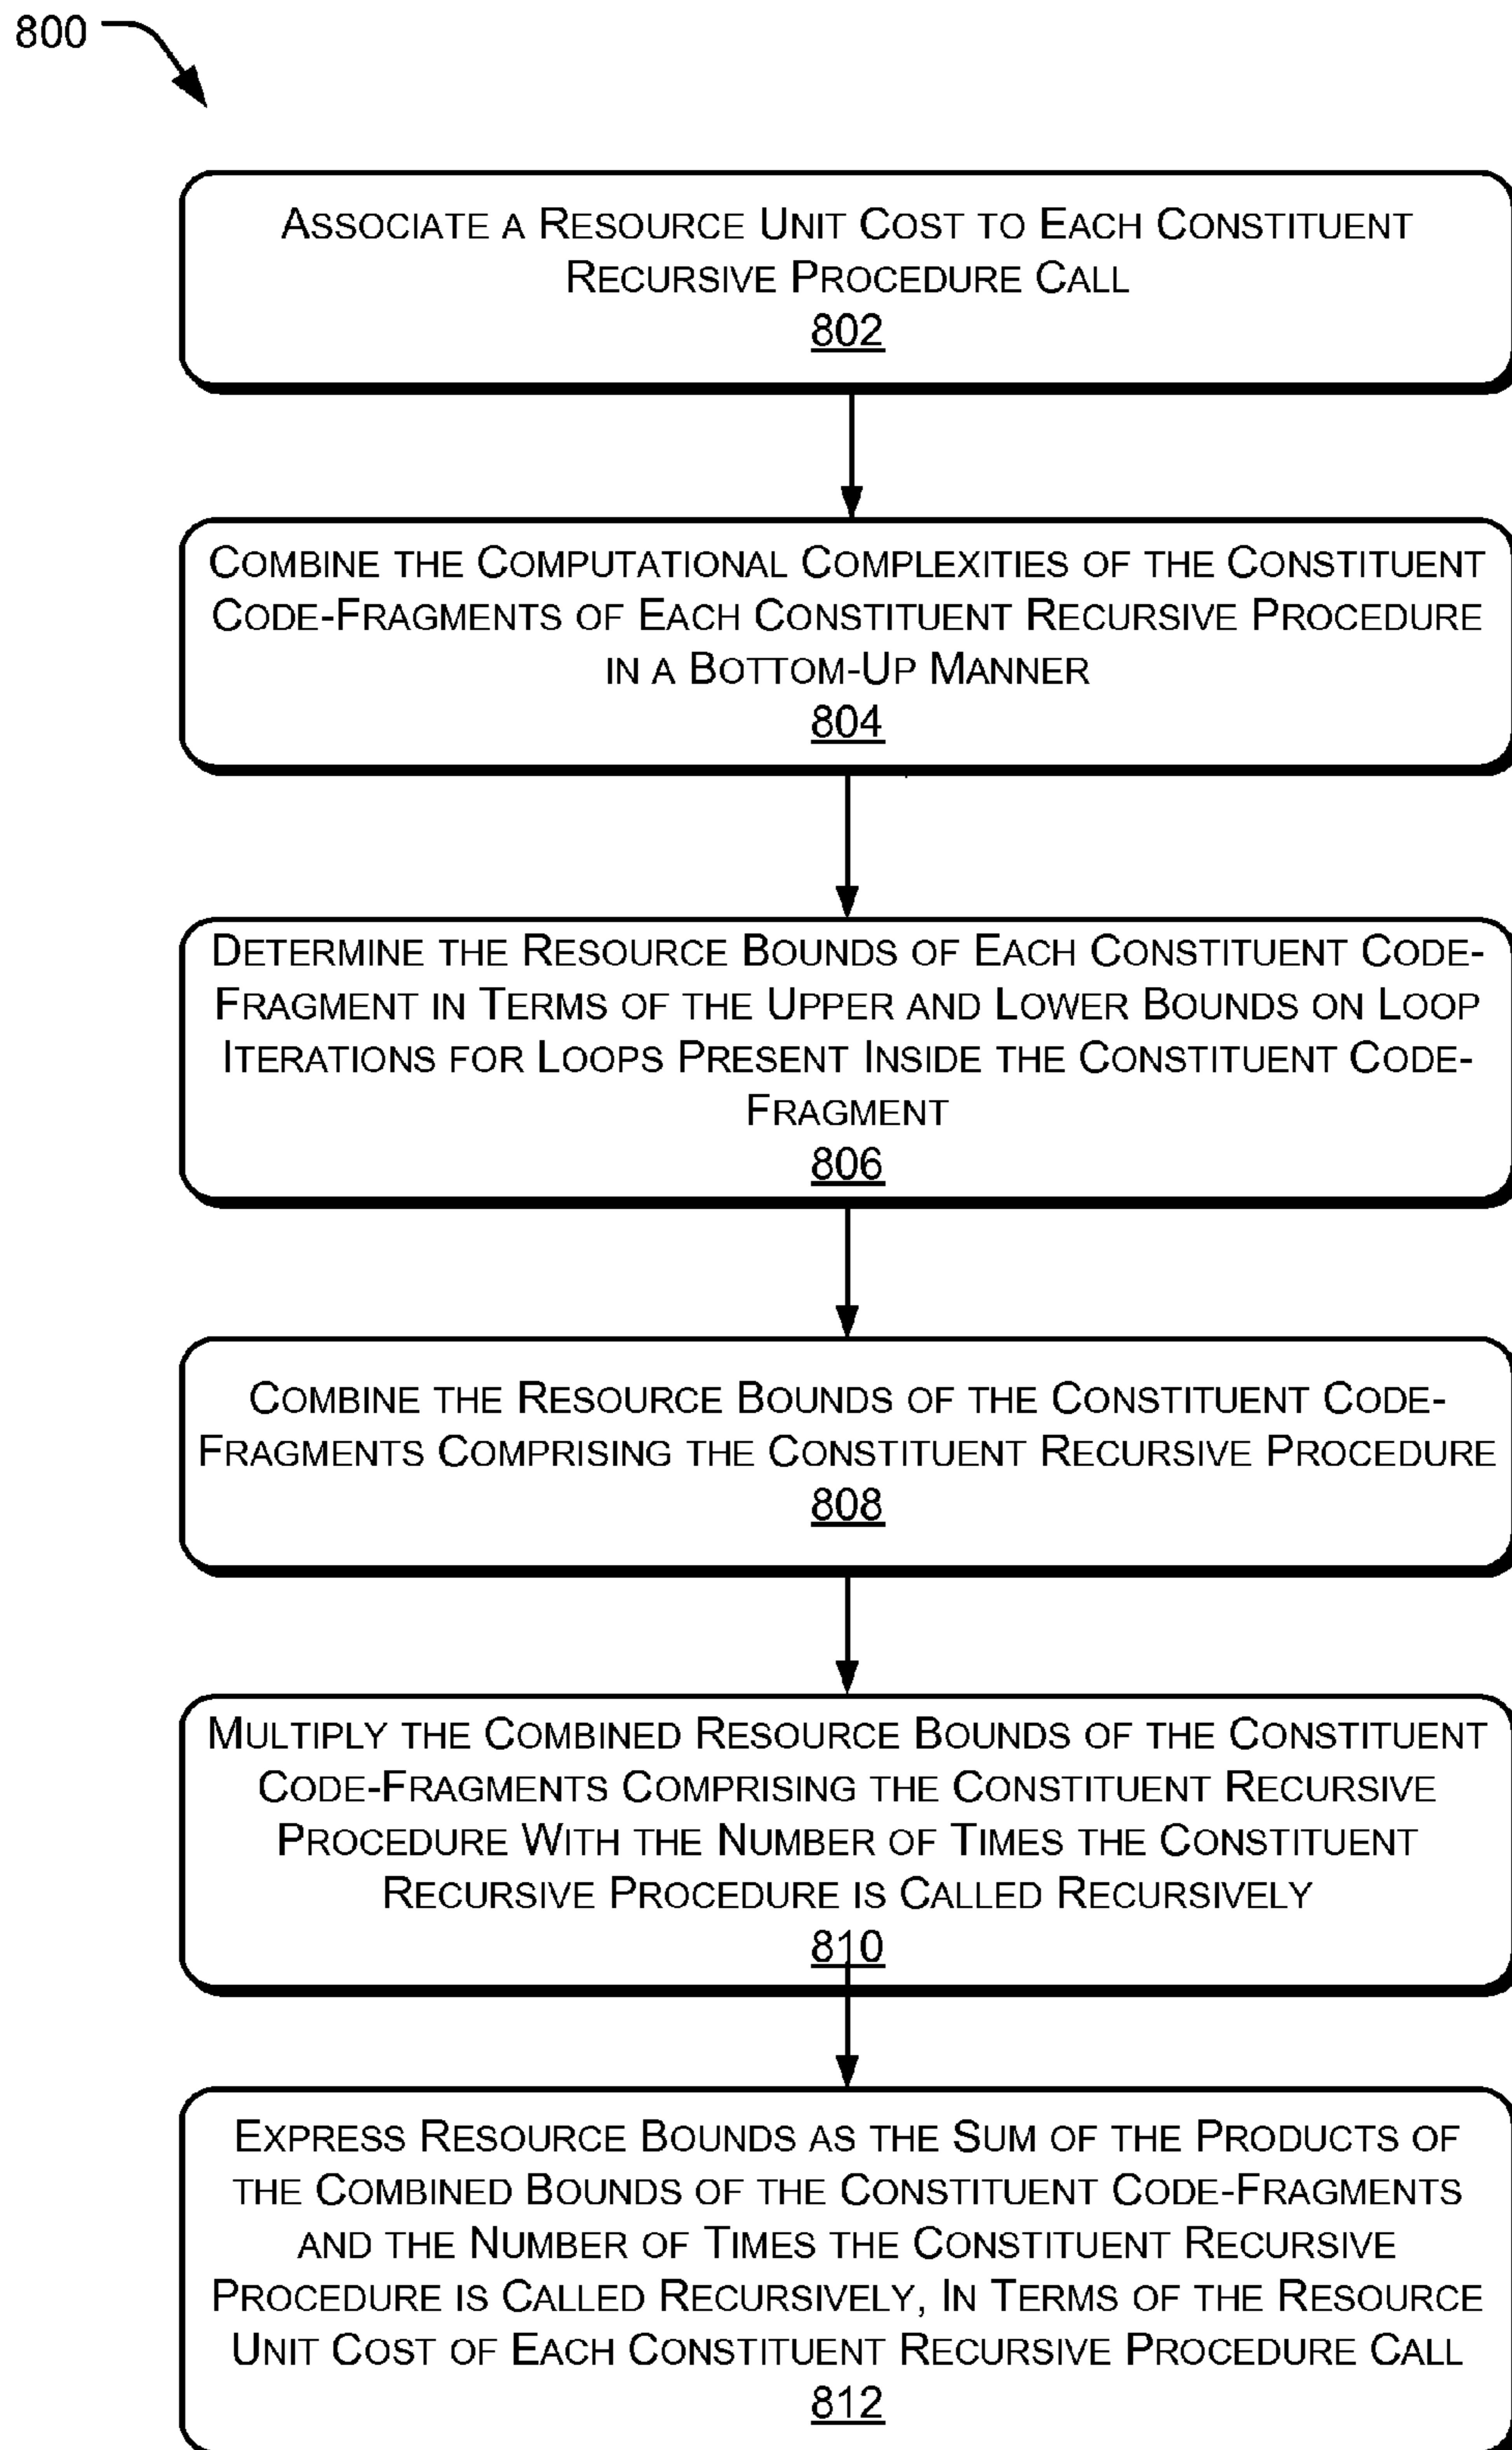 800
ASSOCIATE A RESOURCE UNIT COST TO EACH CONSTITUENT
RECURSIVE PROCEDURE CALL
802
COMBINE THE COMPUTATIONAL COMPLEXITIES OF THE CONSTITUENT
CODE-FRAGMENTS OF EACH CONSTITUENT RECURSIVE PROCEDURE
IN A BOTTOM-UP MANNER
804
DETERMINE THE RESOURCE BOUNDS OF EACH CONSTITUENT CODE-
FRAGMENT IN TERMS OF THE UPPER AND LOWER BOUNDS ON LOOP
ITERATIONS FOR LOOPS PRESENT INSIDE THE CONSTITUENT CODE-
FRAGMENT
806
COMBINE THE RESOURCE BOUNDS OF THE CONSTITUENT CODE-
FRAGMENTS COMPRISING THE CONSTITUENT RECURSIVE PROCEDURE
808
MULTIPLY THE COMBINED RESOURCE BOUNDS OF THE CONSTITUENT
CODE-FRAGMENTS COMPRISING THE CONSTITUENT RECURSIVE
PROCEDURE WITH THE NUMBER OF TIMES THE CONSTITUENT
RECURSIVE PROCEDURE IS CALLED RECURSIVELY
810
EXPRESS RESOURCE BOUNDS AS THE SUM OF THE PRODUCTS OF
THE COMBINED BOUNDS OF THE CONSTITUENT CODE-FRAGMENTS
AND THE NUMBER OF TIMES THE CONSTITUENT RECURSIVE
PROCEDURE IS CALLED RECURSIVELY, IN TERMS OF THE RESOURCE
UNIT COST OF EACH CONSTITUENT RECURSIVE PROCEDURE CALL
812